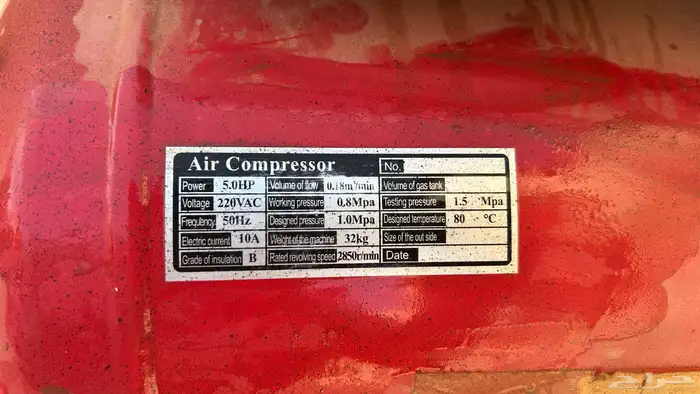 Air Compressor No.
Power 5.0HP Volume of flow 0.18m³/min Volume of gas tank
Voltage 220VAC Working pressure 0.8Mpa Testing pressure 1.5 Mpa
Frequency 50Hz Designed pressure 1.0Mpa Designed temperature 80 °C
Electric current 10A Weight of the machine 32kg Size of the out side
Grade of insulation B Rated revolving speed 2850r/min Date
حراج